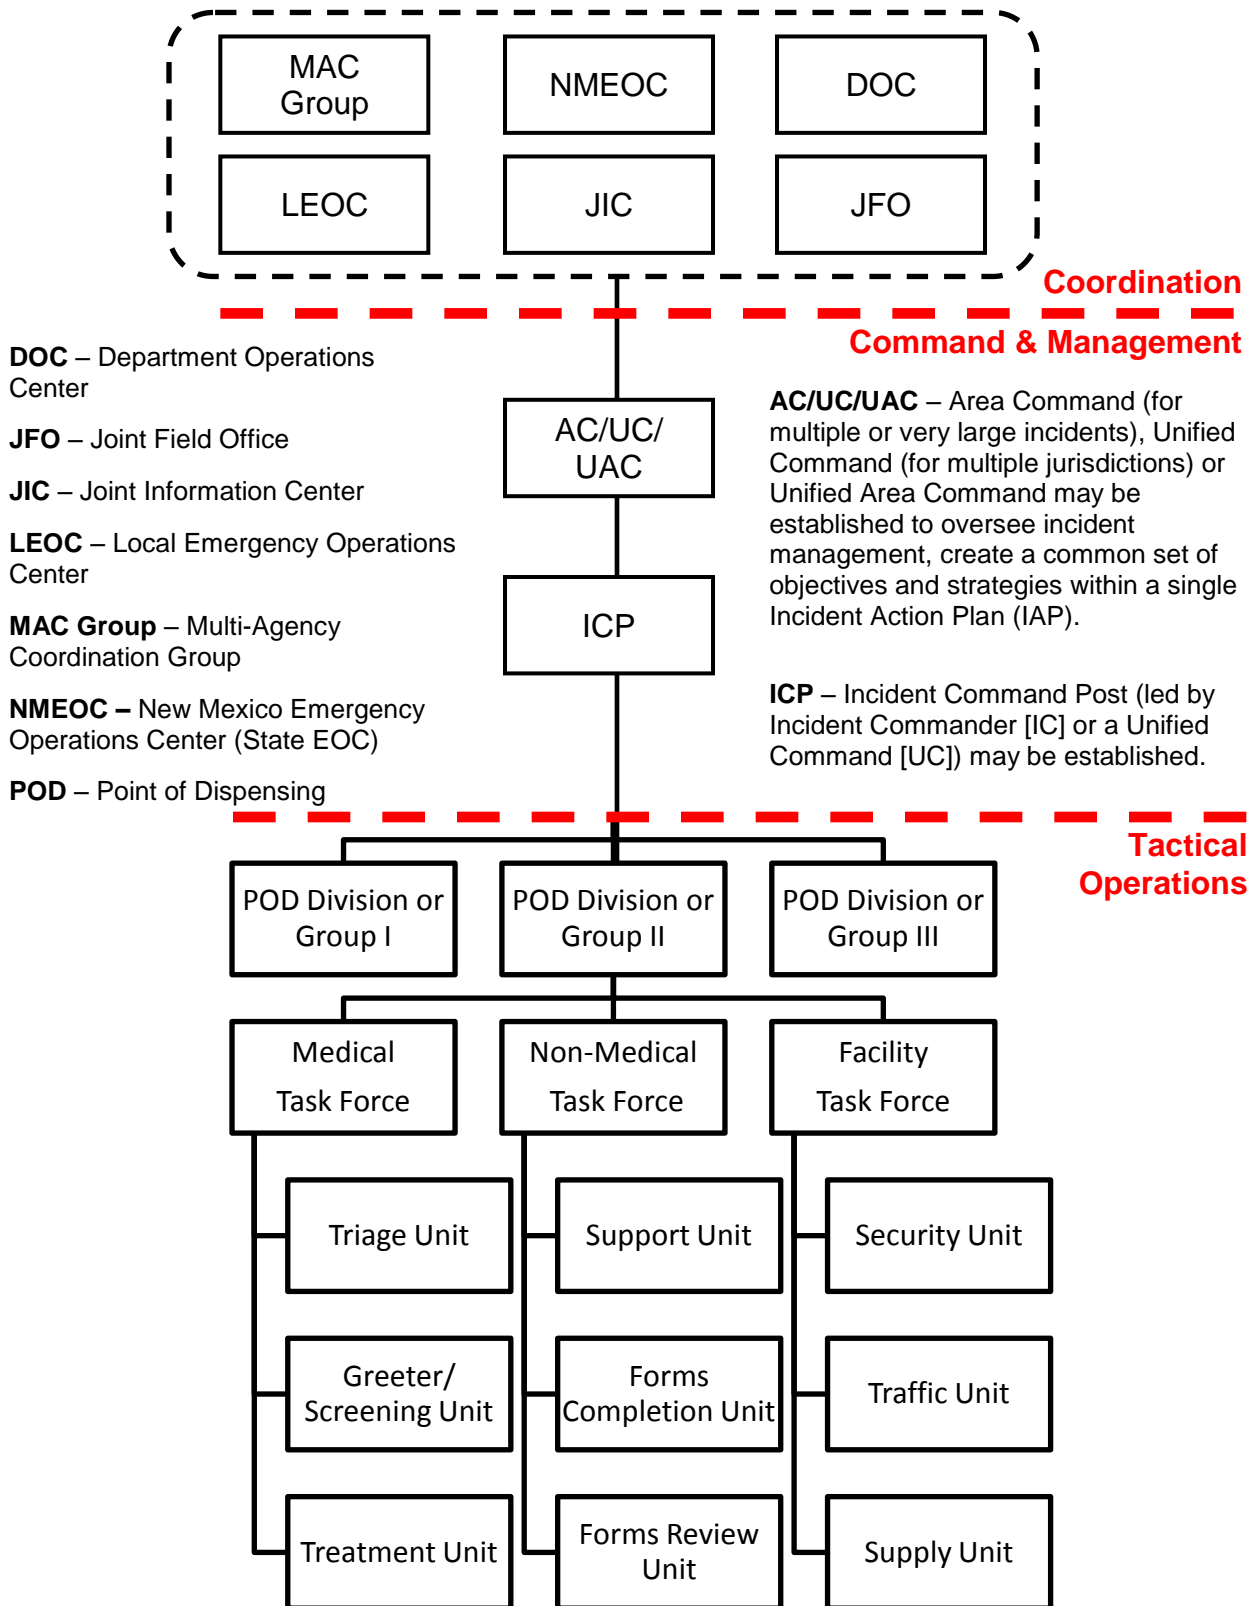 MAC
Group
NMEOC
DOC
LEOC
JIC
JFO
Coordination
Command & Management
DOC – Department Operations
Center
JFO – Joint Field Office
JIC – Joint Information Center
LEOC – Local Emergency Operations
Center
MAC Group – Multi-Agency
Coordination Group
NMEOC – New Mexico Emergency
Operations Center (State EOC)
POD – Point of Dispensing
AC/UC/
UAC
ICP
AC/UC/UAC – Area Command (for
multiple or very large incidents), Unified
Command (for multiple jurisdictions) or
Unified Area Command may be
established to oversee incident
management, create a common set of
objectives and strategies within a single
Incident Action Plan (IAP).
ICP – Incident Command Post (led by
Incident Commander [IC] or a Unified
Command [UC]) may be established.
Tactical
Operations
POD Division or
Group I
POD Division or
Group II
POD Division or
Group III
Medical
Task Force
Non-Medical
Task Force
Facility
Task Force
Triage Unit
Support Unit
Security Unit
Greeter/
Screening Unit
Forms
Completion Unit
Traffic Unit
Treatment Unit
Forms Review
Unit
Supply Unit